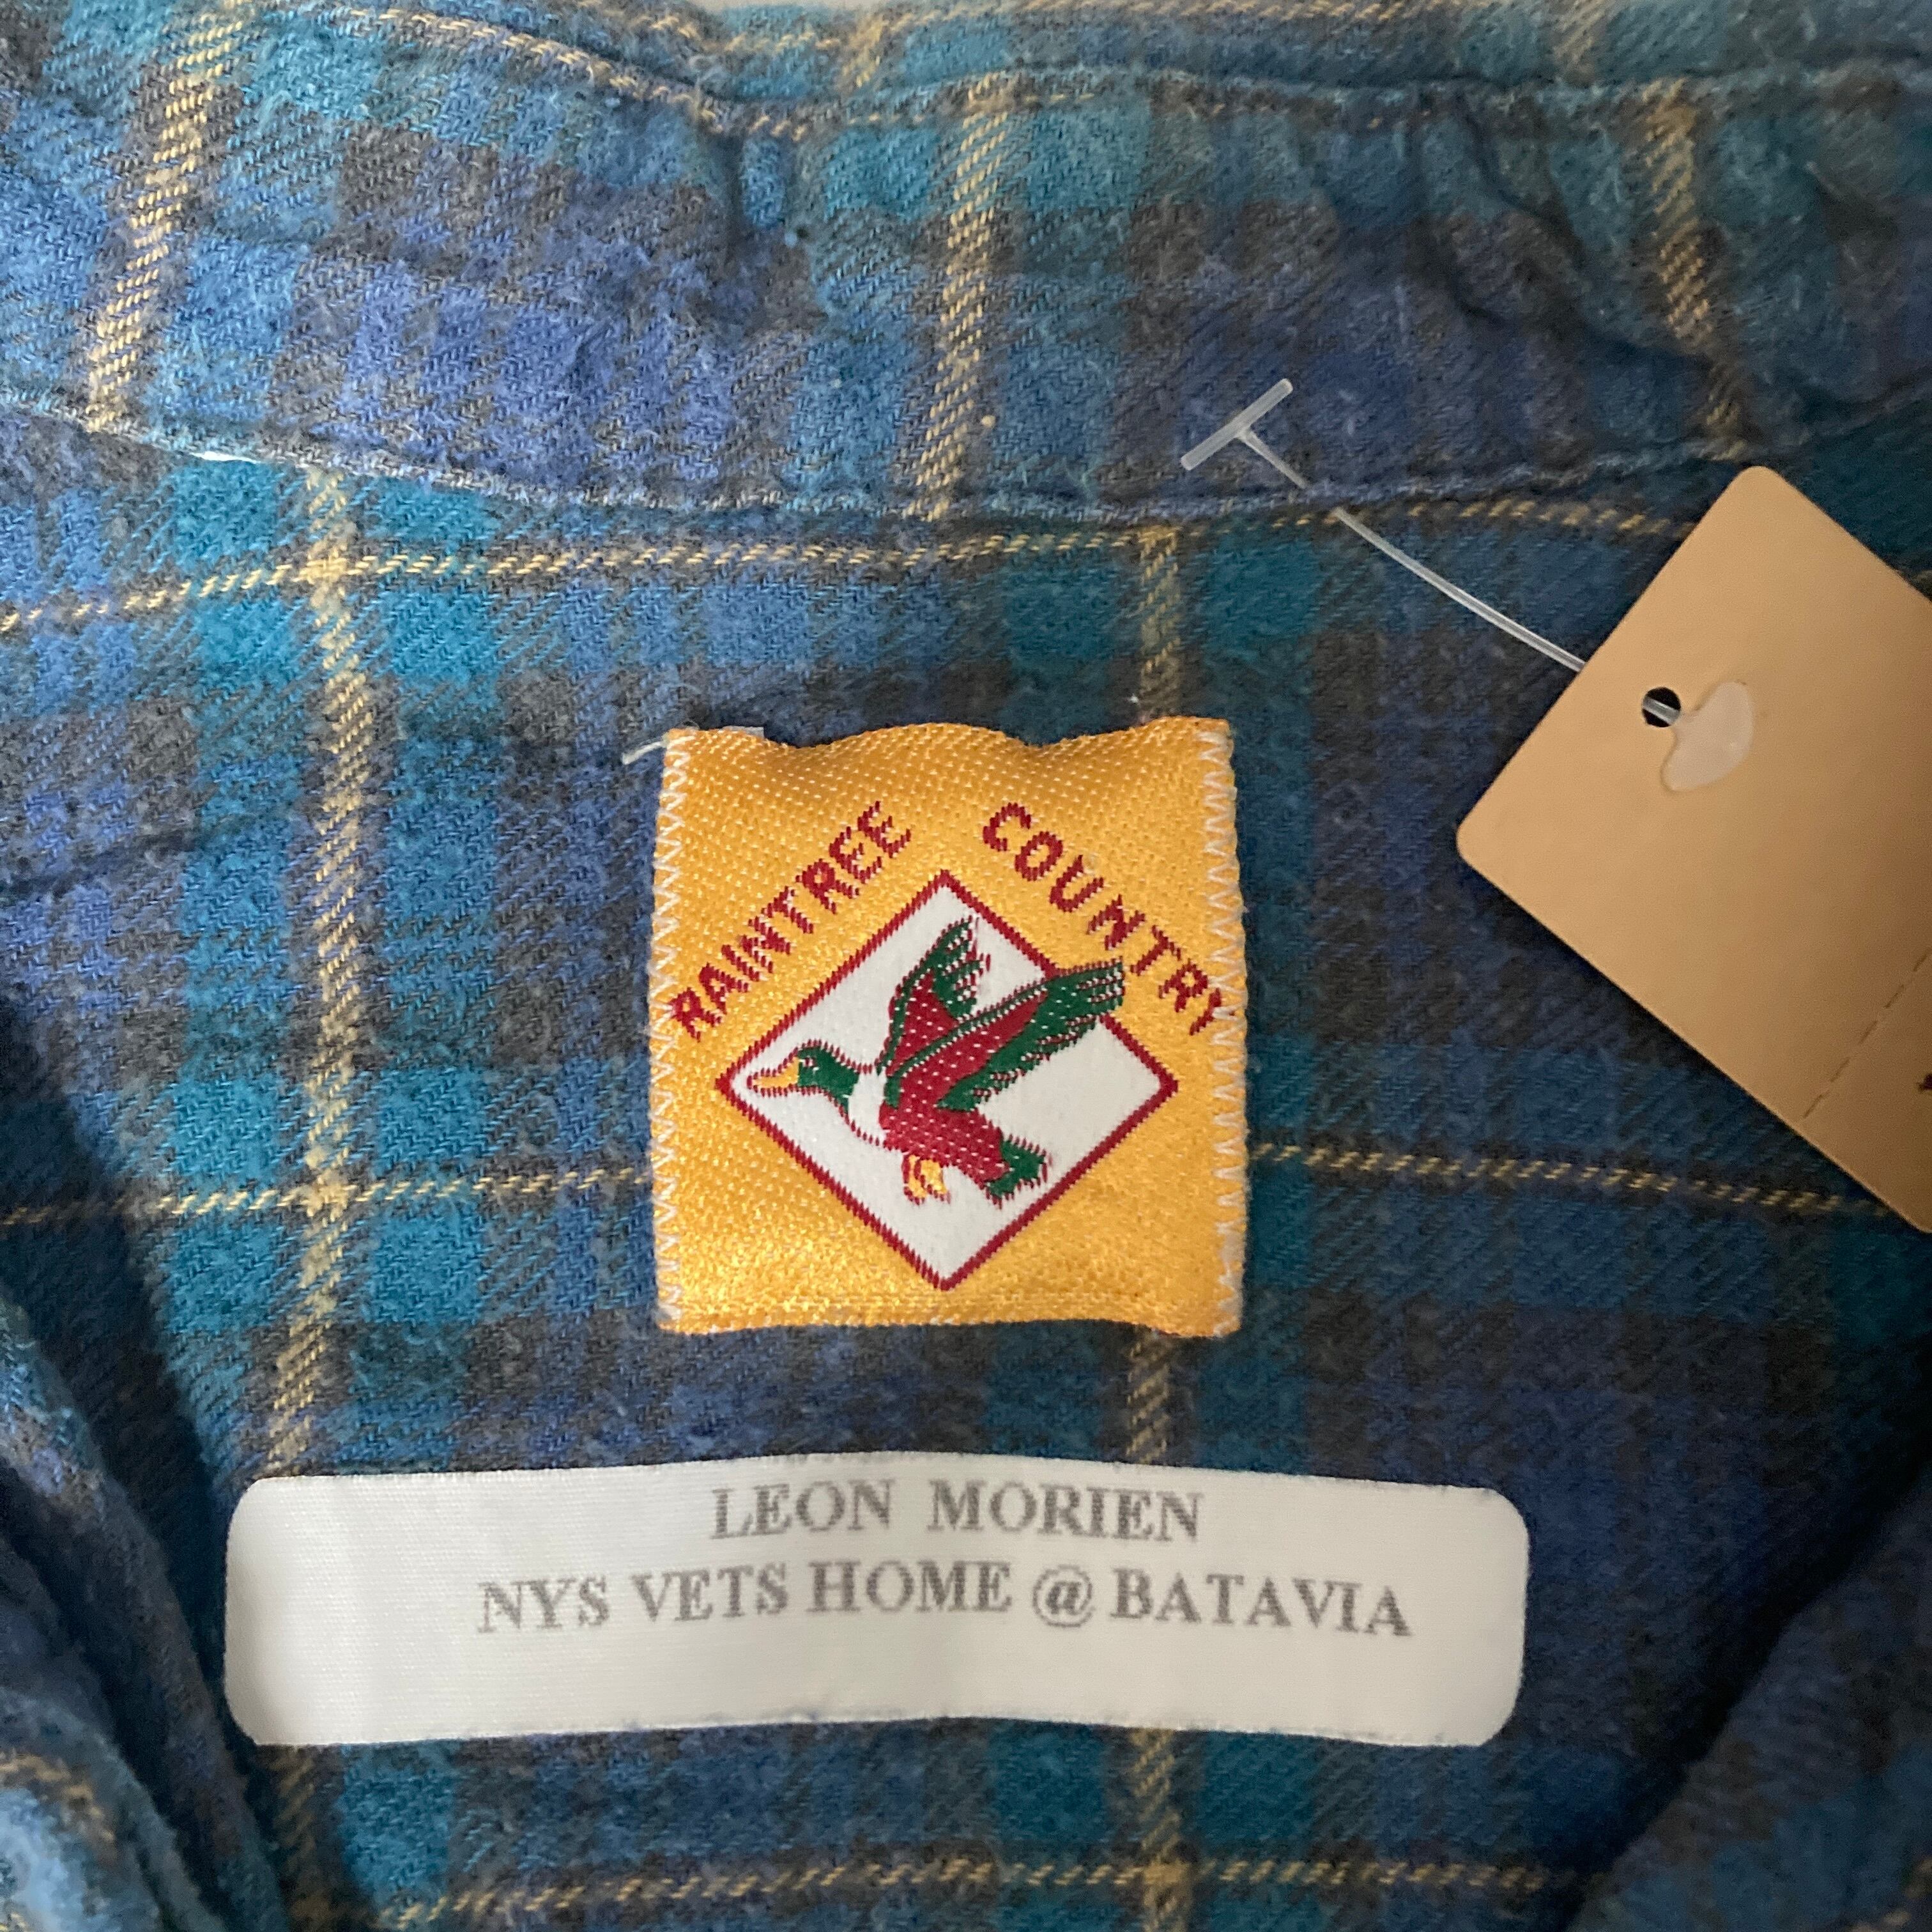 RAINTREE COUNTRY
LEON MORIEN
NYS VETS HOME @ BATAVIA